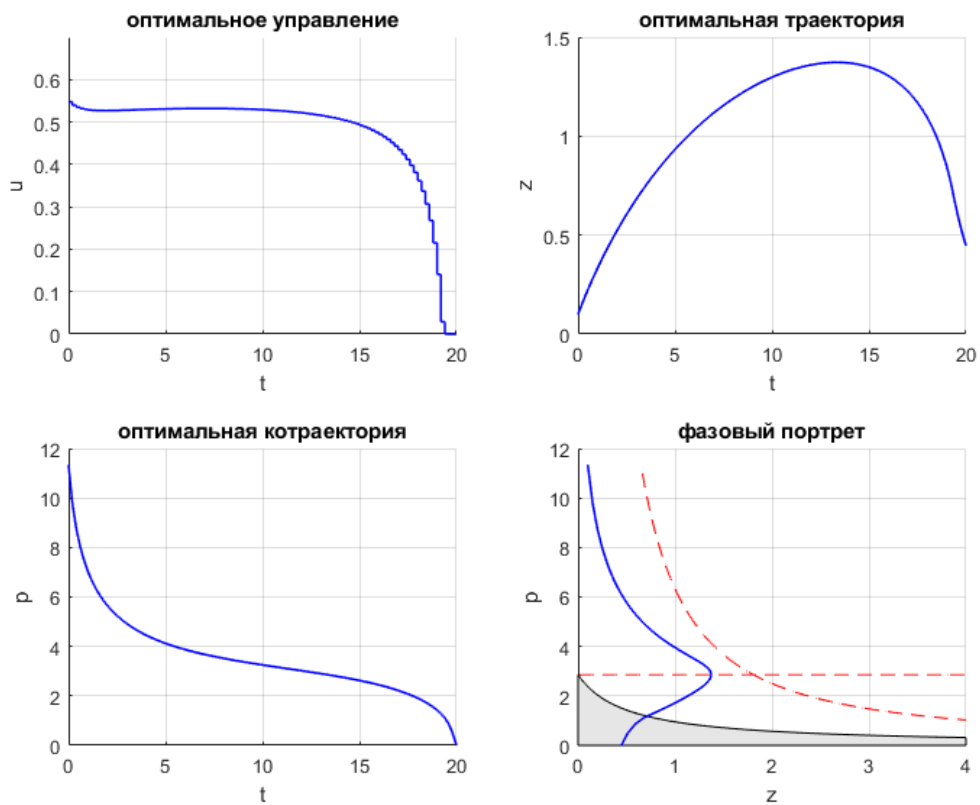 оптимальное управление
0.6
0.5
0.4
0.3
0.2
0.1
0
u
0 5 10 15 20
t
оптимальная траектория
1.5
1
0.5
0
z
0 5 10 15 20
t
оптимальная котраектория
12
10
8
6
4
2
0
p
0 5 10 15 20
t
фазовый портрет
12
10
8
6
4
2
0
p
0 1 2 3 4
z